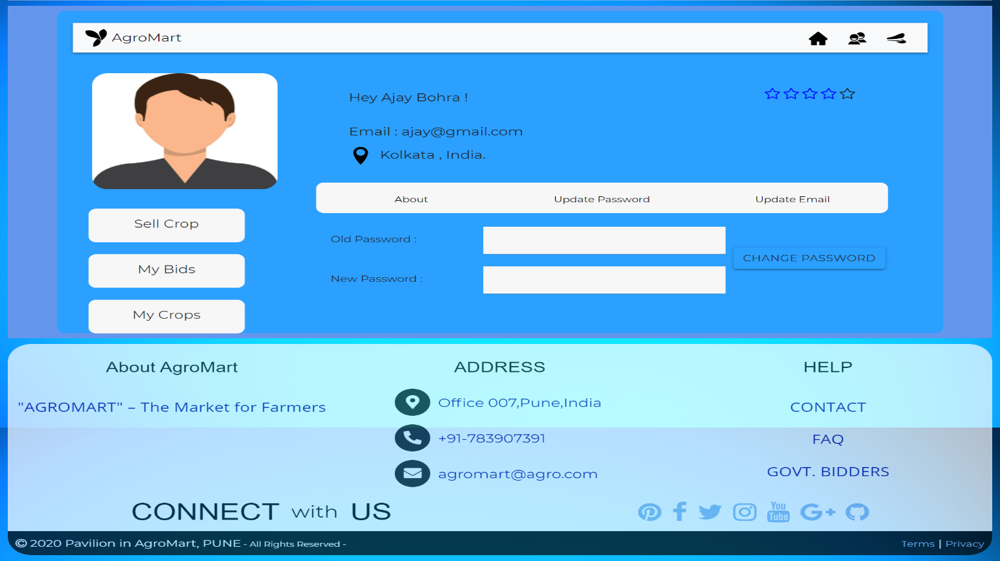 AgroMart
Hey Ajay Bohra !
Email : ajay@gmail.com
Kolkata , India.
About Update Password Update Email
Sell Crop
My Bids
My Crops
Old Password :
New Password :
CHANGE PASSWORD
About AgroMart
"AGROMART" – The Market for Farmers
ADDRESS
Office 007,Pune,India
+91-783907391
agromart@agro.com
HELP
CONTACT
FAQ
GOVT. BIDDERS
CONNECT with US
You
Tube
© 2020 Pavilion in AgroMart, PUNE - All Rights Reserved -
Terms | Privacy